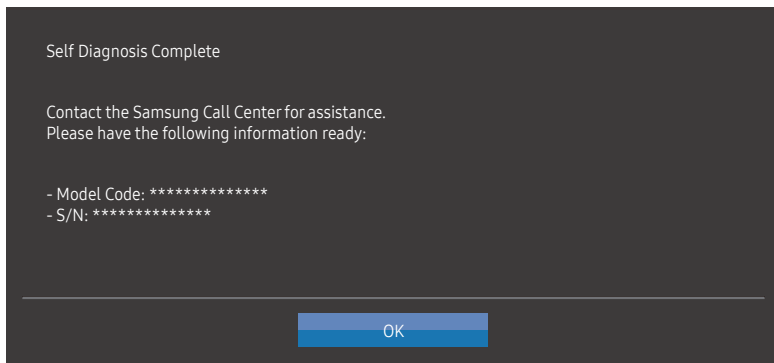 Self Diagnosis Complete
Contact the Samsung Call Center for assistance.
Please have the following information ready:
- Model Code: **************
- S/N: **************
OK